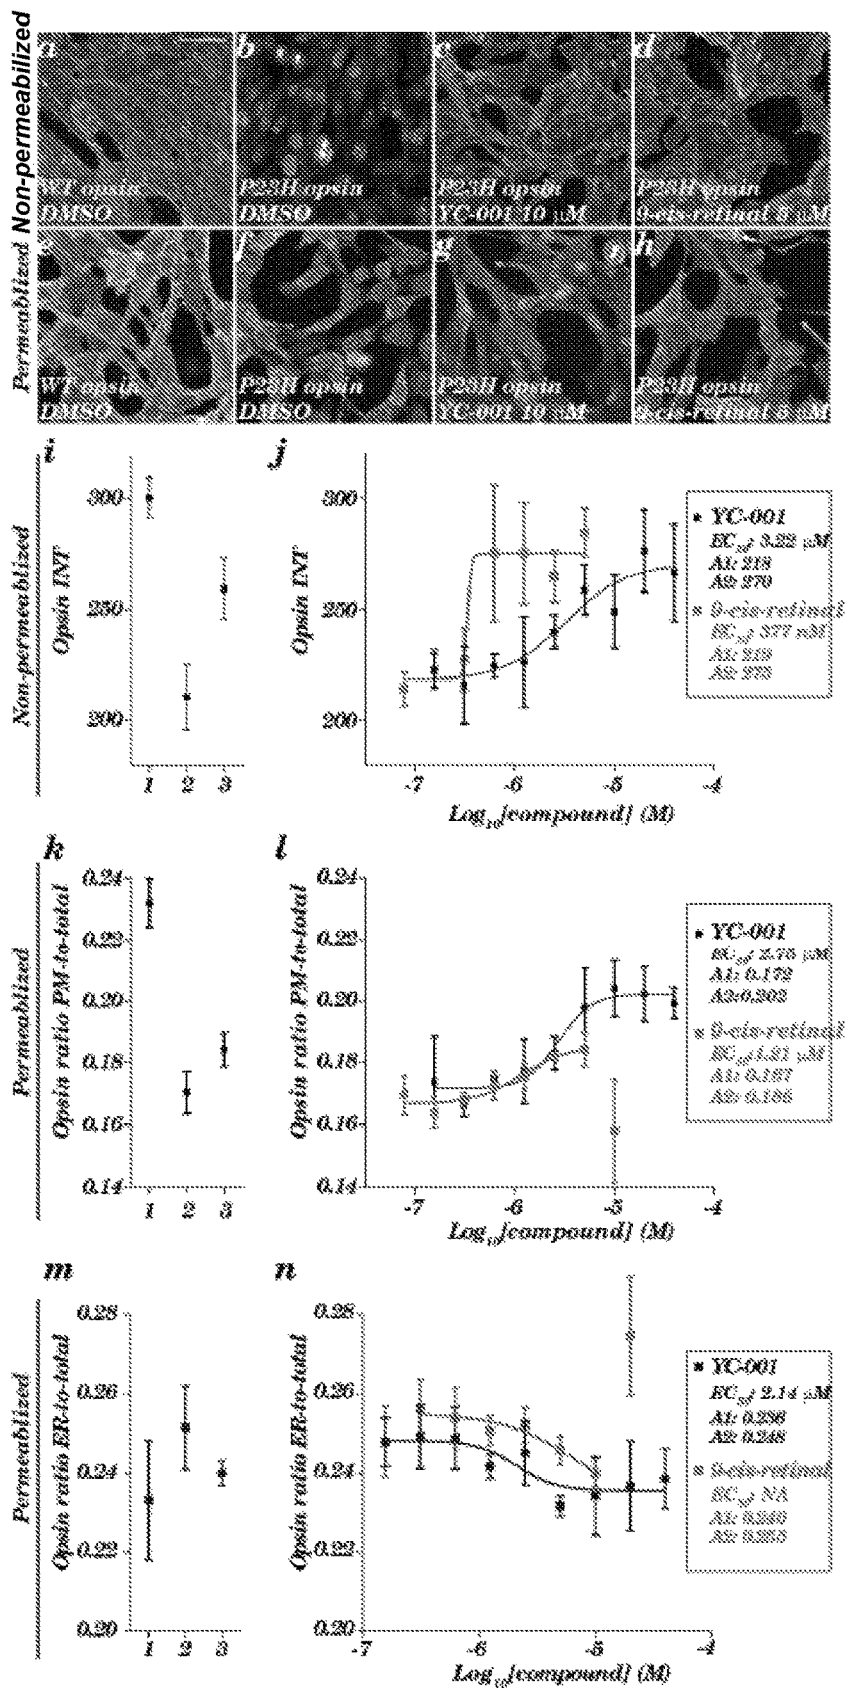 Non-permeabilized
a
WT opsin
DMSO
b
P23H opsin
DMSO
c
P23H opsin
YC-001 10 μM
d
P23H opsin
9-cis-retinal 5 μM
Permeablized
e
WT opsin
DMSO
f
P23H opsin
DMSO
g
P23H opsin
YC-001 10 μM
h
P23H opsin
9-cis-retinal 5 μM
Non-permeablized
i
Opsin INT
300
250
200
1 2 3
j
Opsin INT
300
250
200
-7 -6 -5 -4
Log10[compound] (M)
YC-001
EC50: 3.22 μM
A1: 218
A2: 270
9-cis-retinal
EC50: 377 nM
A1: 219
A2: 275
Permeablized
k
Opsin ratio PM-to-total
0.24
0.22
0.20
0.18
0.16
0.14
1 2 3
l
Opsin ratio PM-to-total
0.24
0.22
0.20
0.18
0.16
0.14
-7 -6 -5 -4
Log10[compound] (M)
YC-001
EC50: 2.75 μM
A1: 0.172
A2:0.202
9-cis-retinal
EC50:1.21 μM
A1: 0.167
A2: 0.186
Permeablized
m
Opsin ratio ER-to-total
0.28
0.26
0.24
0.22
0.20
1 2 3
n
Opsin ratio ER-to-total
0.28
0.26
0.24
0.22
0.20
-7 -6 -5 -4
Log10[compound] (M)
YC-001
EC50: 2.14 μM
A1: 0.236
A2: 0.248
9-cis-retinal
EC50: NA
A1: 0.240
A2: 0.255